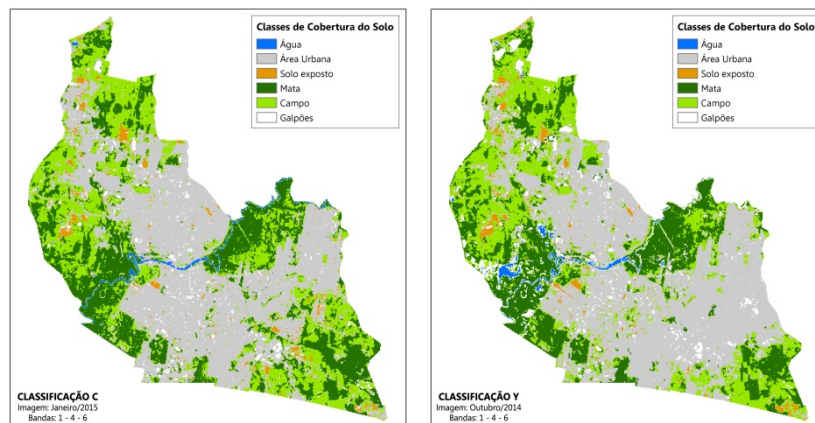 Classes de Cobertura do Solo
Água
Área Urbana
Solo exposto
Mata
Campo
Galpões
CLASSIFICAÇÃO C
Imagem: Janeiro/2015
Bandas: 1 - 4 - 6
Classes de Cobertura do Solo
Água
Área Urbana
Solo exposto
Mata
Campo
Galpões
CLASSIFICAÇÃO Y
Imagem: Outubro/2014
Bandas: 1 - 4 - 6